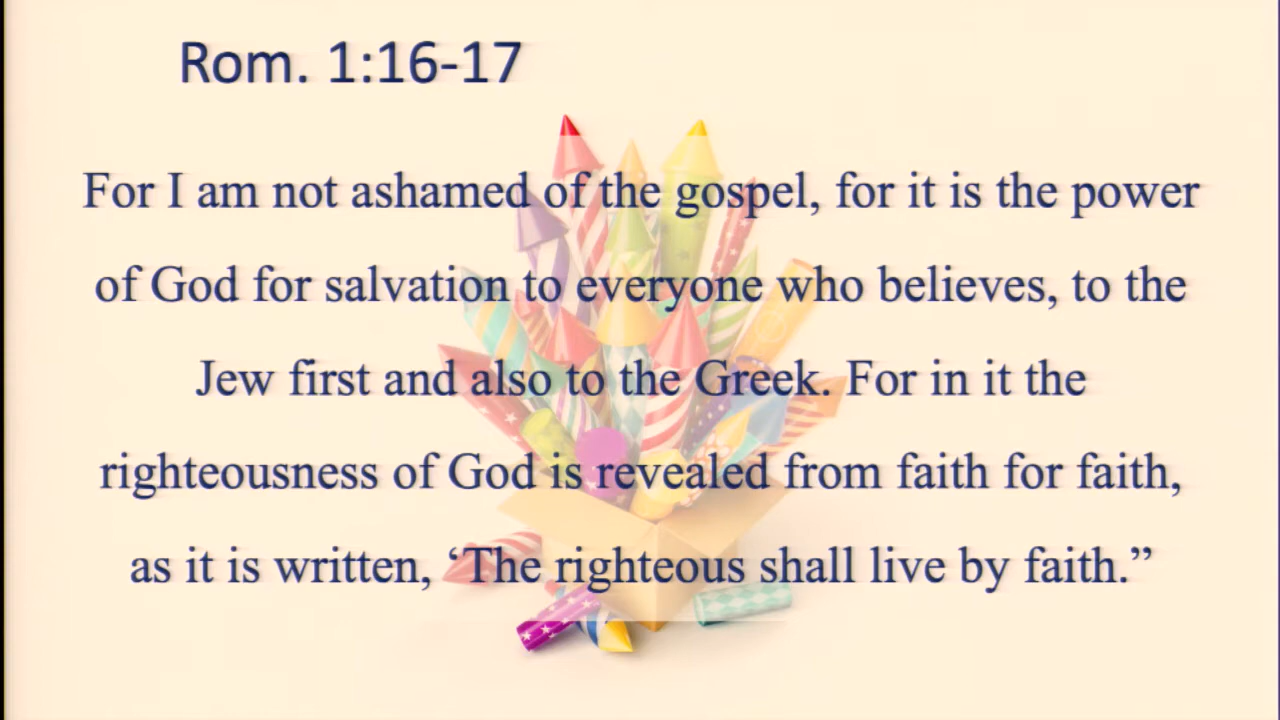 Rom. 1:16-17
For I am not ashamed of the gospel, for it is the power
of God for salvation to everyone who believes, to the
Jew first and also to the Greek. For in it the
righteousness of God is revealed from faith for faith,
as it is written, ‘The righteous shall live by faith.”